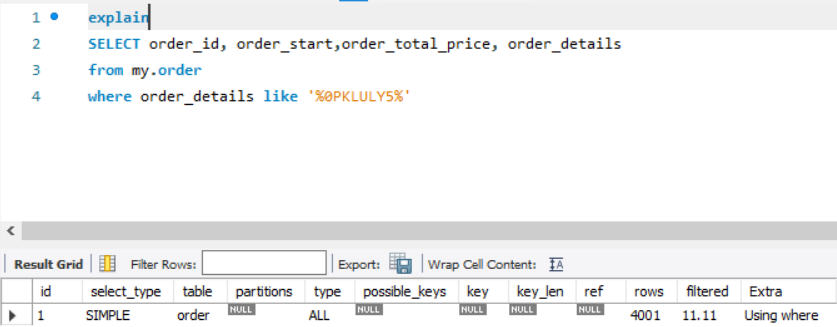 1 explain
2 SELECT order_id, order_start,order_total_price, order_details
3 from my.order
4 where order_details like '%0PKLULY5%'
Result Grid Filter Rows: Export: Wrap Cell Content: IA
id select_type table partitions type possible_keys key key_len ref rows filtered Extra
1 SIMPLE order NULL ALL NULL NULL NULL NULL 4001 11.11 Using where